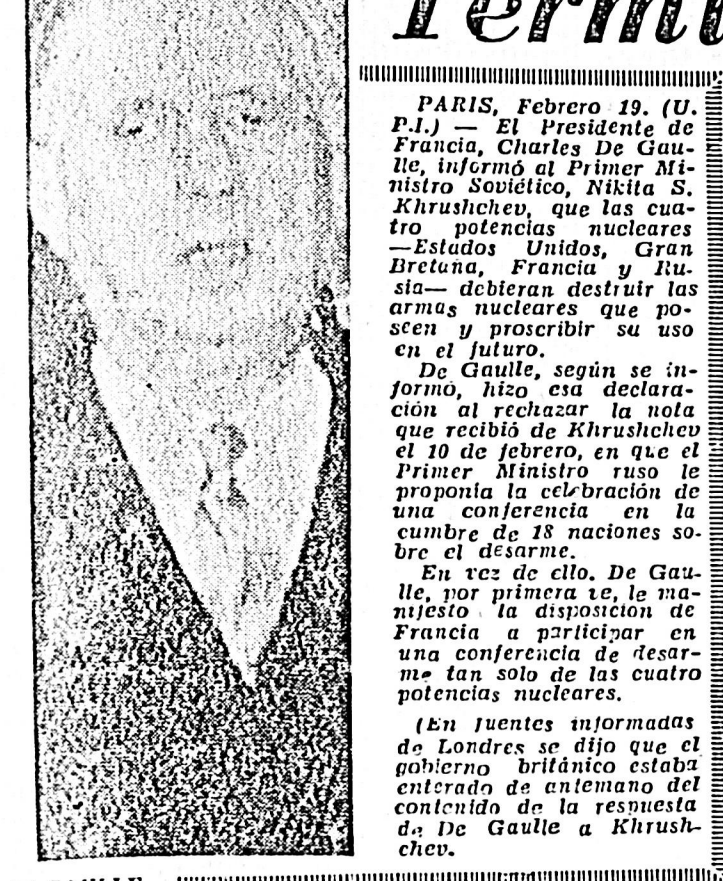 PARIS, Febrero 19. (U.
P.I.) — El Presidente de
Francia, Charles De Gau-
lle, informó al Primer Mi-
nistro Soviético, Nikita S.
Khrushchev, que las cua-
tro potencias nucleares
—Estados Unidos, Gran
Bretaña, Francia y Ru-
sia— debieran destruir las
armas nucleares que po-
seen y proscribir su uso
en el futuro.
De Gaulle, según se in-
formó, hizo esa declara-
ción al rechazar la nota
que recibió de Khrushchev
el 10 de febrero, en que el
Primer Ministro ruso le
proponía la celebración de
una conferencia en la
cumbre de 18 naciones so-
bre el desarme.
En vez de ello. De Gau-
lle, por primera ve, le ma-
nifesto la disposición de
Francia a participar en
una conferencia de desar-
me tan solo de las cuatro
potencias nucleares.
(En fuentes informadas
de Londres se dijo que el
gobierno británico estaba
enterado de antemano del
contenido de la respuesta
de De Gaulle a Khrush-
chev.